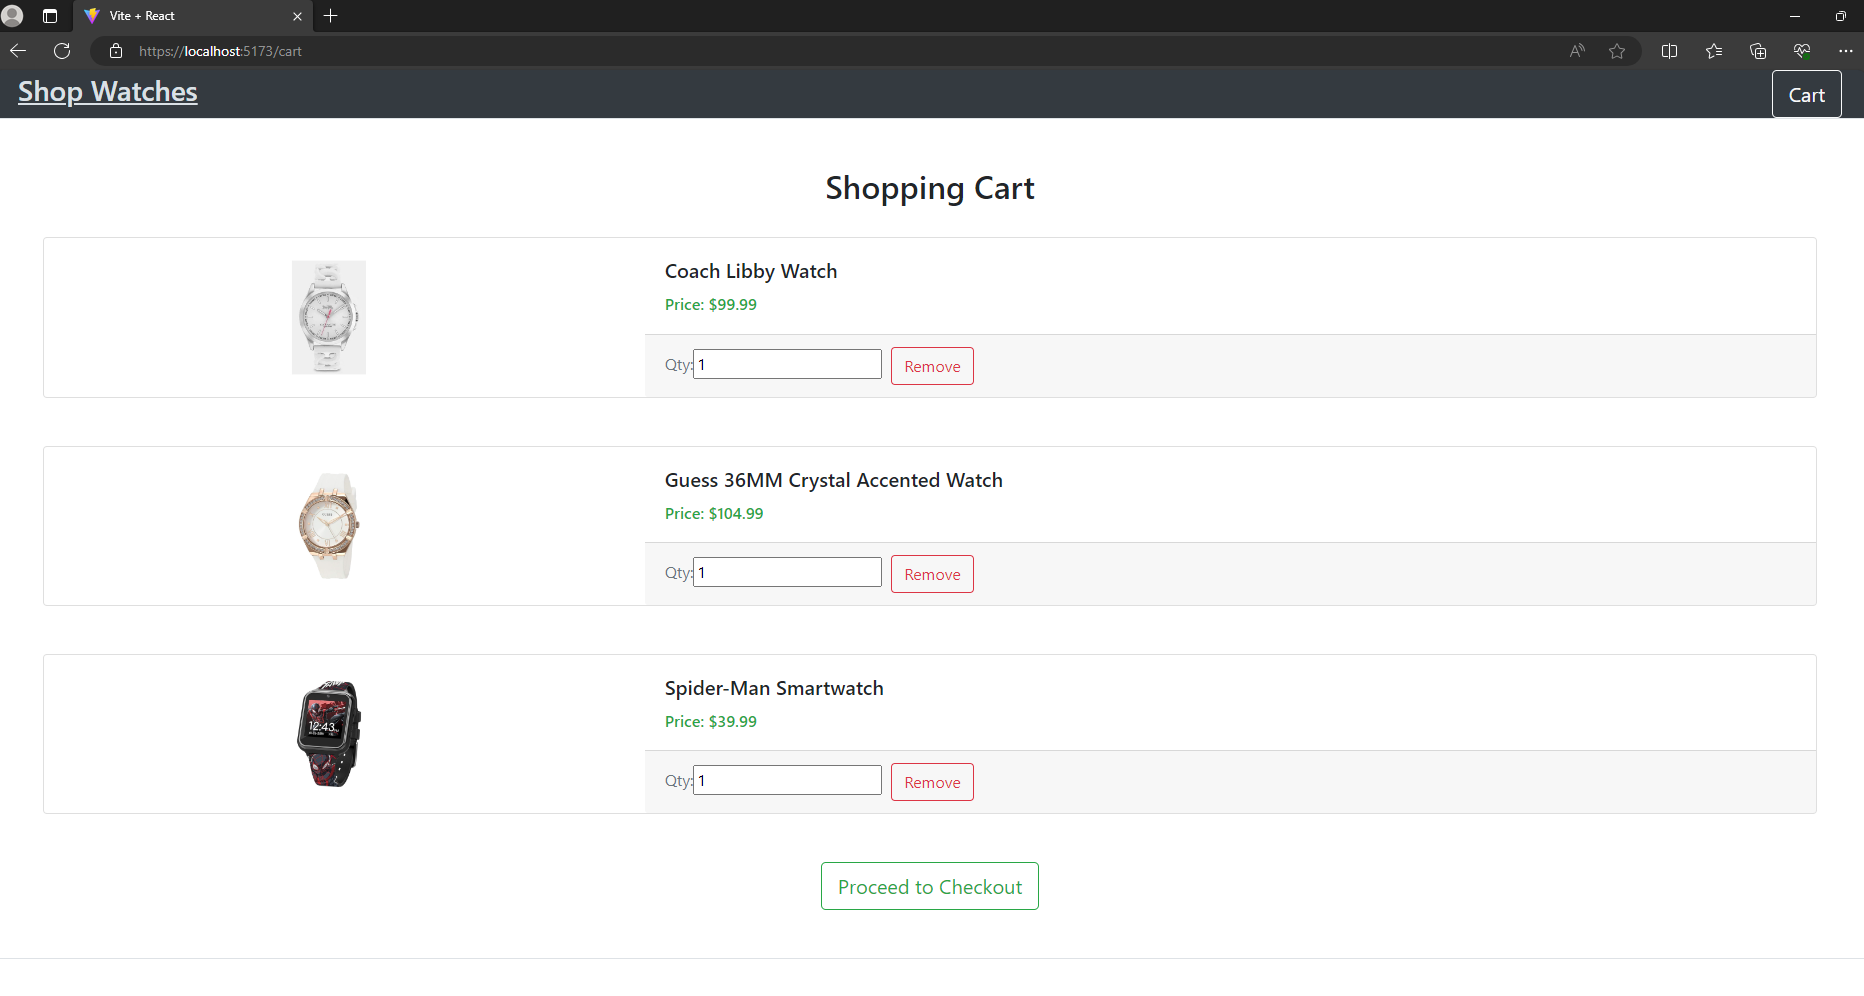 Vite + React
https://localhost:5173/cart
Shop Watches
Cart
Shopping Cart
Coach Libby Watch
Price: $99.99
Qty:1
Remove
Guess 36MM Crystal Accented Watch
Price: $104.99
Qty:1
Remove
12:43
Spider-Man Smartwatch
Price: $39.99
Qty:1
Remove
Proceed to Checkout